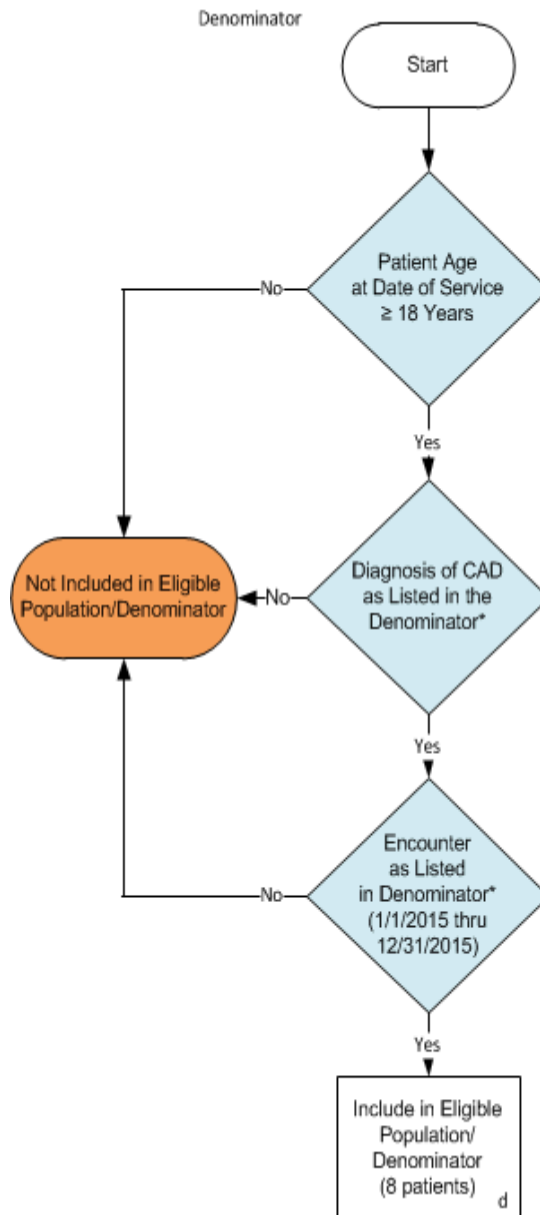 Denominator
Start
Patient Age
at Date of Service
≥ 18 Years
No
Yes
Not Included in Eligible
Population/Denominator
No
Diagnosis of CAD
as Listed in the
Denominator*
Yes
Encounter
as Listed
in Denominator*
(1/1/2015 thru
12/31/2015)
No
Yes
Include in Eligible
Population/
Denominator
(8 patients)
d